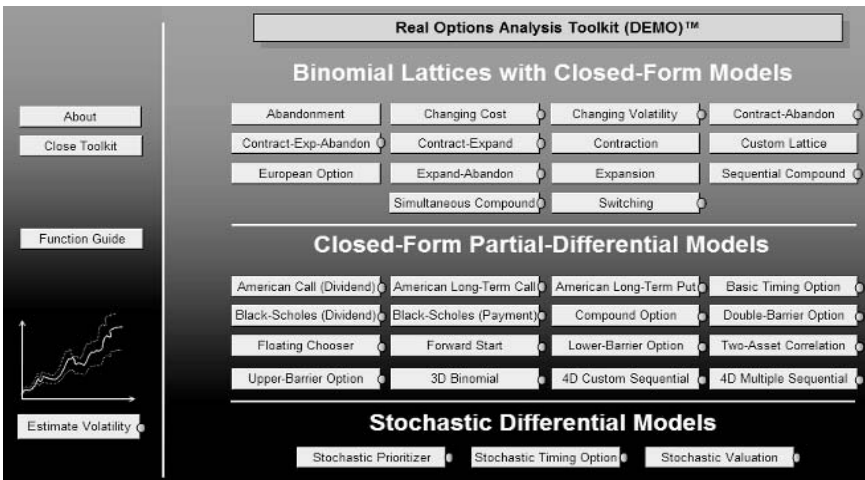 Real Options Analysis Toolkit (DEMO)™
Binomial Lattices with Closed-Form Models
About
Close Toolkit
Function Guide
Estimate Volatility
Abandonment
Changing Cost
Changing Volatility
Contract-Abandon
Contract-Exp-Abandon
Contract-Expand
Contraction
Custom Lattice
European Option
Expand-Abandon
Expansion
Sequential Compound
Simultaneous Compound
Switching
Closed-Form Partial-Differential Models
American Call (Dividend)
American Long-Term Call
American Long-Term Put
Basic Timing Option
Black-Scholes (Dividend)
Black-Scholes (Payment)
Compound Option
Double-Barrier Option
Floating Chooser
Forward Start
Lower-Barrier Option
Two-Asset Correlation
Upper-Barrier Option
3D Binomial
4D Custom Sequential
4D Multiple Sequential
Stochastic Differential Models
Stochastic Prioritizer
Stochastic Timing Option
Stochastic Valuation